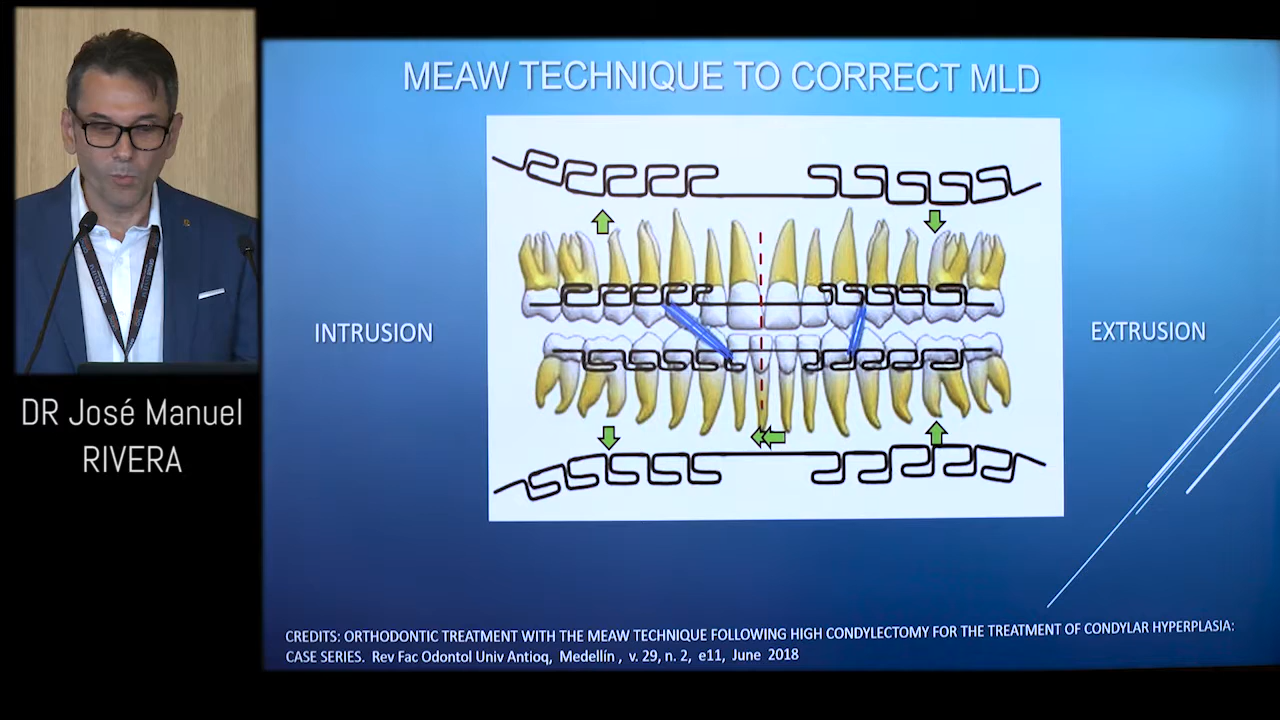 MEAW TECHNIQUE TO CORRECT MLD
INTRUSION
EXTRUSION
DR José Manuel
RIVERA
CREDITS: ORTHODONTIC TREATMENT WITH THE MEAW TECHNIQUE FOLLOWING HIGH CONDYLECTOMY FOR THE TREATMENT OF CONDYLAR HYPERPLASIA:
CASE SERIES. Rev Fac Odontol Univ Antioq, Medellín , v. 29, n. 2, e11, June 2018